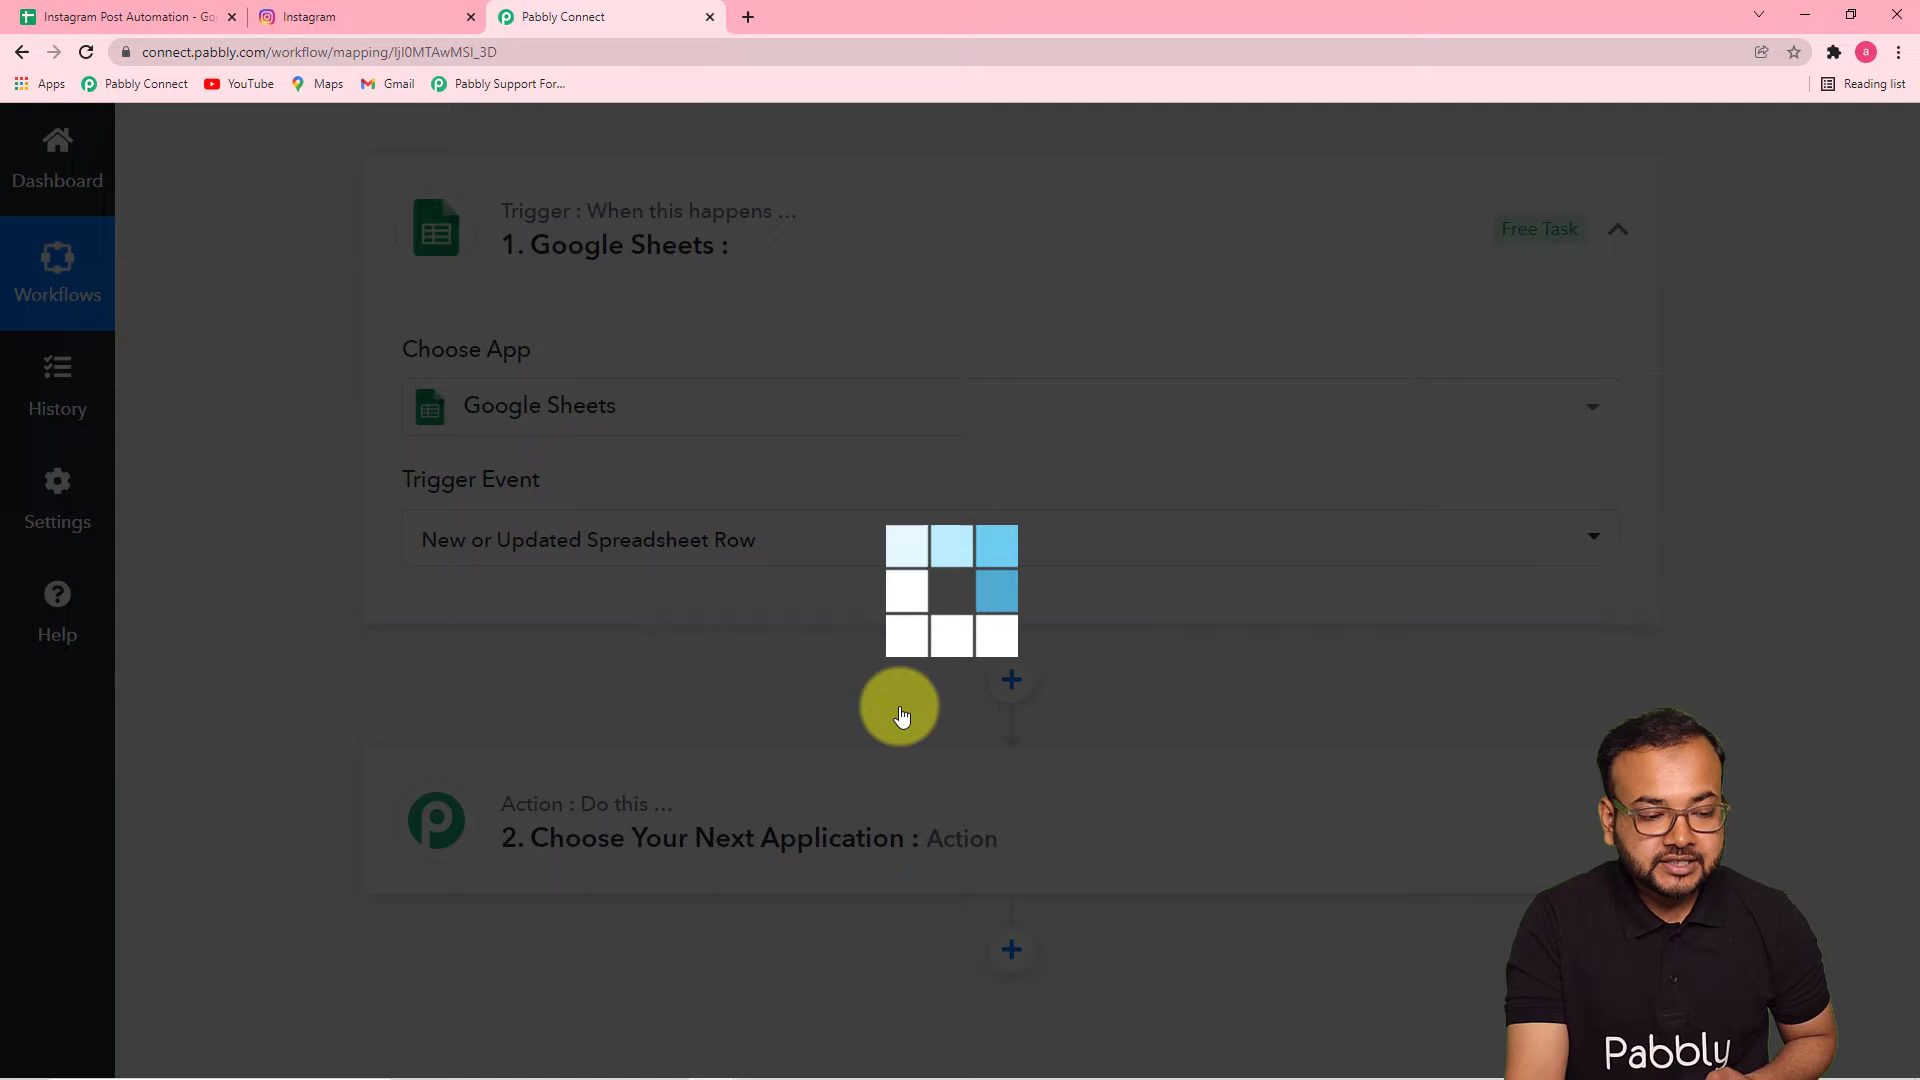 Instagram Post Automation - Go
Instagram
Pabbly Connect
connect.pabbly.com/workflow/mapping/IjI0MTAwMSI_3D
Apps
Pabbly Connect
YouTube
Maps
Gmail
Pabbly Support For...
Reading list
a
Dashboard
Workflows
History
Settings
Help
Trigger : When this happens ...
1. Google Sheets :
Free Task
Choose App
Google Sheets
Trigger Event
New or Updated Spreadsheet Row
Action : Do this ...
2. Choose Your Next Application : Action
Pabbly